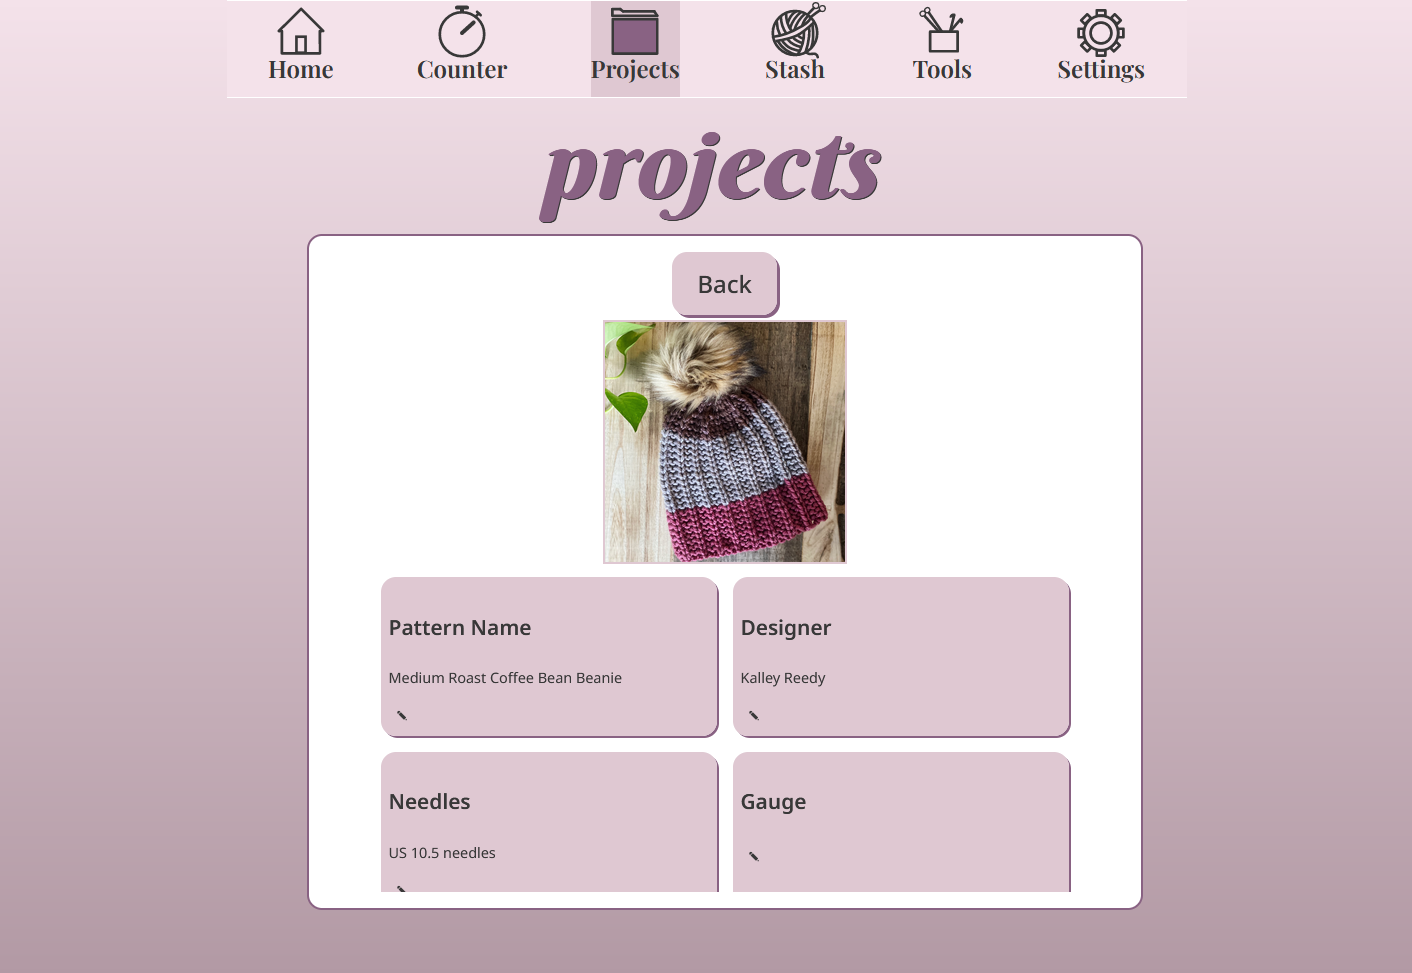 Home Counter Projects Stash Tools Settings
projects
Back
Pattern Name
Medium Roast Coffee Bean Beanie
Designer
Kalley Reedy
Needles
US 10.5 needles
Gauge